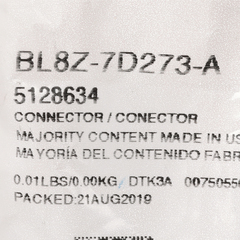 BL8Z-7D273-A
5128634
CONNECTOR / CONECTOR
MAJORITY CONTENT MADE IN US
MAYORÍA DEL CONTENIDO FABR
0.01LBS/0.00KG/ DTK3A 00750550
PACKED:21AUG2019